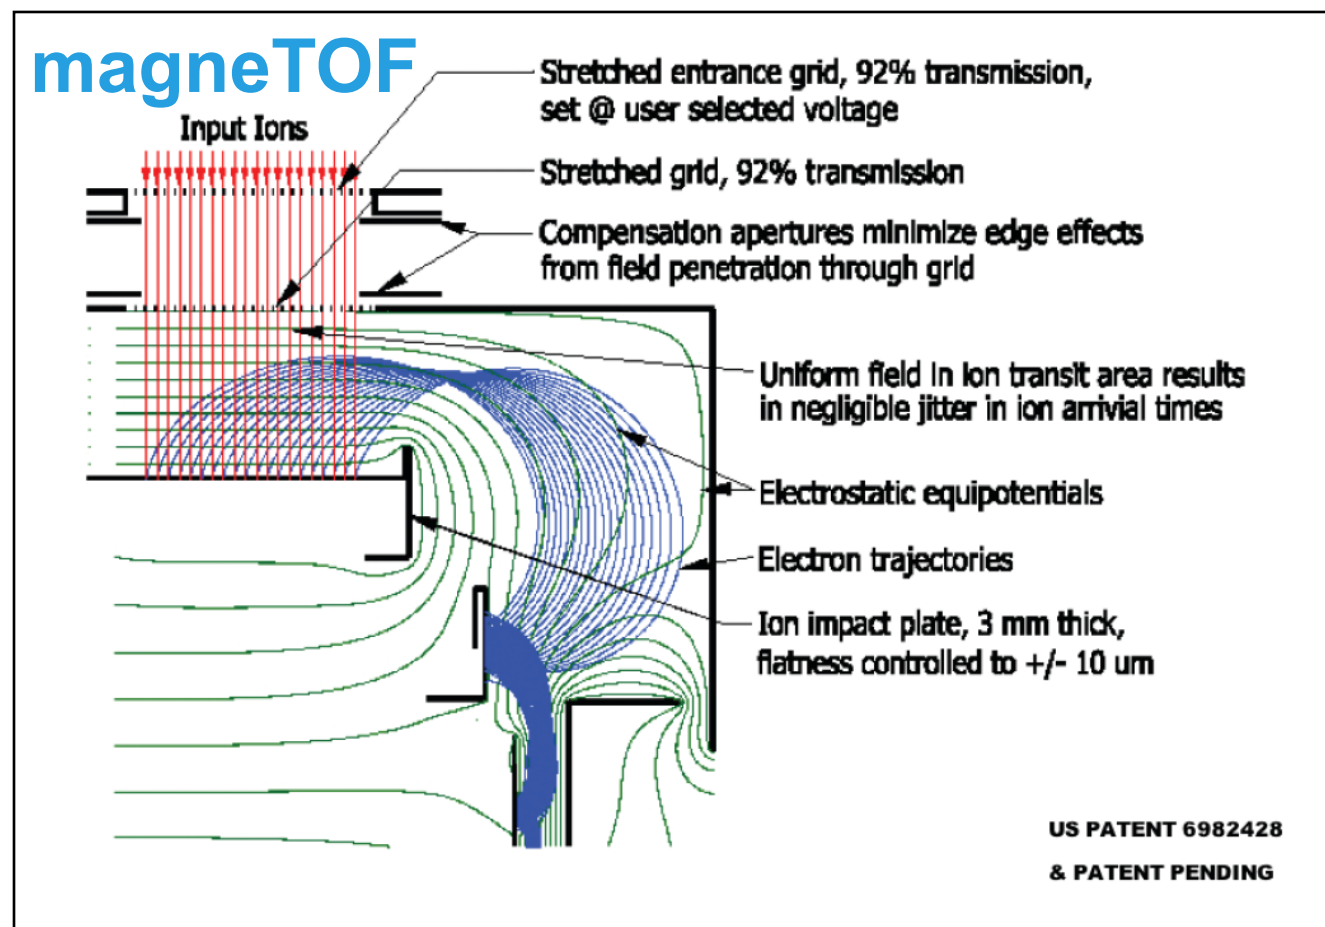 magneTOF
Input Ions
Stretched entrance grid, 92% transmission,
set @ user selected voltage
Stretched grid, 92% transmission
Compensation apertures minimize edge effects
from field penetration through grid
Uniform field in ion transit area results
in negligible jitter in ion arrivial times
Electrostatic equipotentials
Electron trajectories
Ion impact plate, 3 mm thick,
flatness controlled to +/- 10 um
US PATENT 6982428
& PATENT PENDING